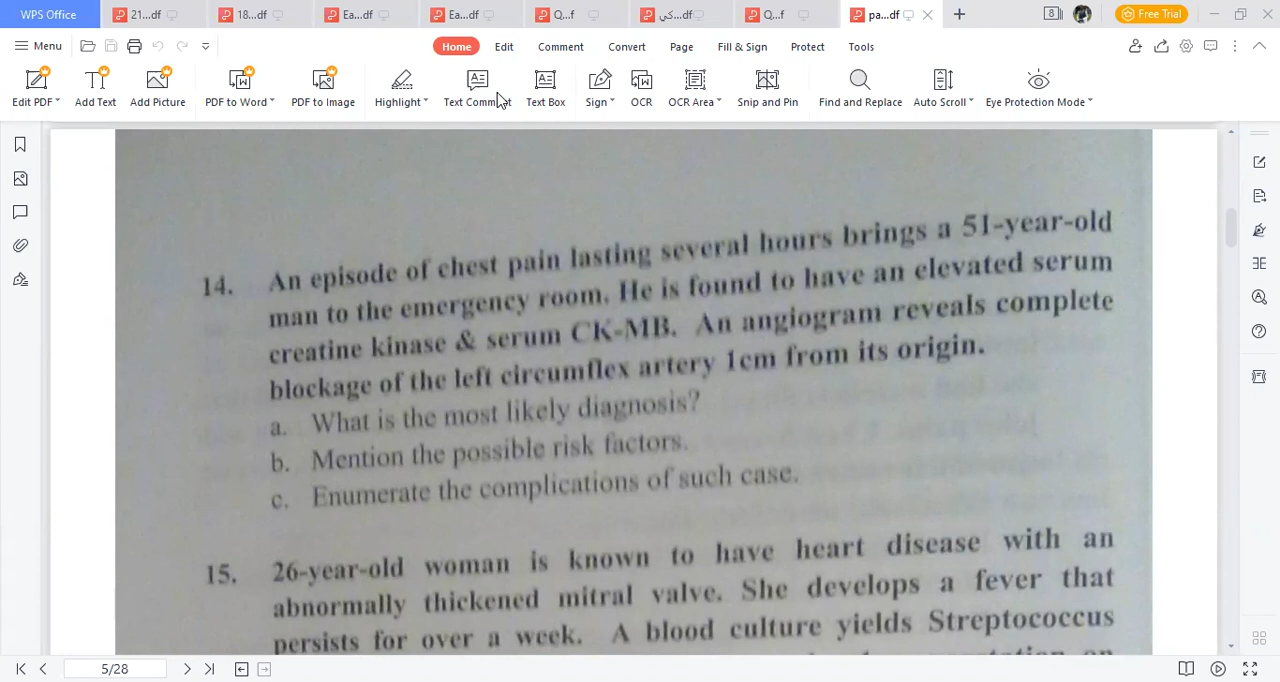 WPS Office
21...df
18...df
Ea...df
Ea...df
Q...f
كي...df
Q...f
pa...df
8
Free Trial
Menu
Home
Edit
Comment
Convert
Page
Fill & Sign
Protect
Tools
Edit PDF
Add Text
Add Picture
PDF to Word
PDF to Image
Highlight
Text Comment
Text Box
Sign
OCR
OCR Area
Snip and Pin
Find and Replace
Auto Scroll
Eye Protection Mode
14. An episode of chest pain lasting several hours brings a 51-year-old
man to the emergency room. He is found to have an elevated serum
creatine kinase & serum CK-MB. An angiogram reveals complete
blockage of the left circumflex artery 1cm from its origin.
a. What is the most likely diagnosis?
b. Mention the possible risk factors.
c. Enumerate the complications of such case.
15. 26-year-old woman is known to have heart disease with an
abnormally thickened mitral valve. She develops a fever that
persists for over a week. A blood culture yields Streptococcus
5/28